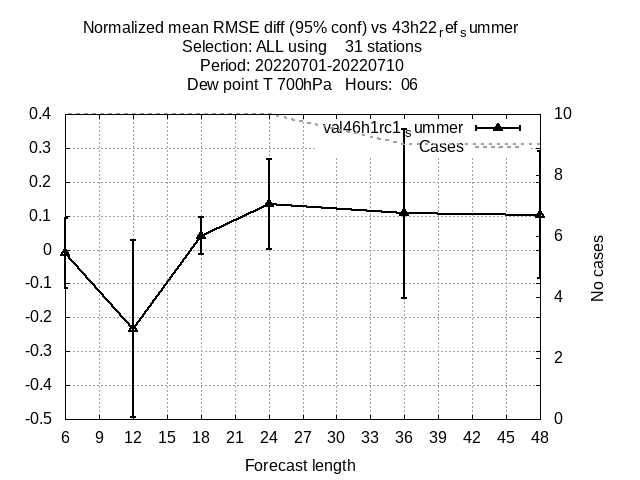 Normalized mean RMSE diff (95% conf) vs 43h22refsummer
Selection: ALL using    31 stations
Period: 20220701-20220710
Dew point T 700hPa   Hours:  06
val46h1rc1summer
Cases
0.4
0.3
0.2
0.1
0
-0.1
-0.2
-0.3
-0.4
-0.5
10
8
6
4
2
0
No cases
6 9 12 15 18 21 24 27 30 33 36 39 42 45 48
Forecast length